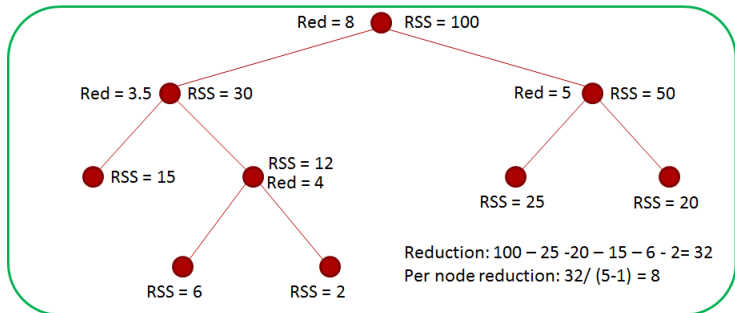 Red = 8 RSS = 100
Red = 3.5 RSS = 30 Red = 5 RSS = 50
RSS = 15
RSS = 12
Red = 4
RSS = 25 RSS = 20
RSS = 6 RSS = 2
Reduction: 100 – 25 -20 – 15 – 6 - 2= 32
Per node reduction: 32/ (5-1) = 8